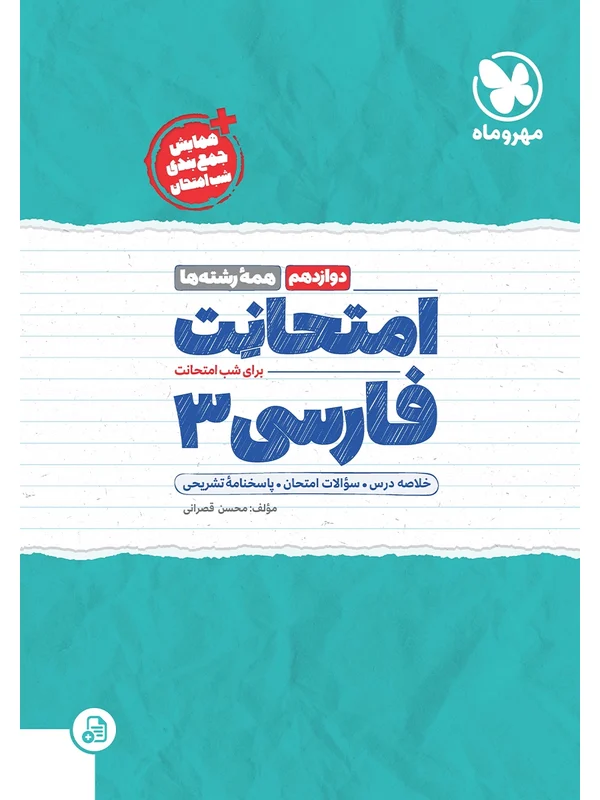 مهروماه
همایش
جمع‌بندی
شب امتحان
دوازدهم همهٔ رشته‌ها
امتحانِت
برای شب امتحانت
فارسی ۳
خلاصه درس • سؤالات امتحان • پاسخنامهٔ تشریحی
مؤلف: محسن قصرانی